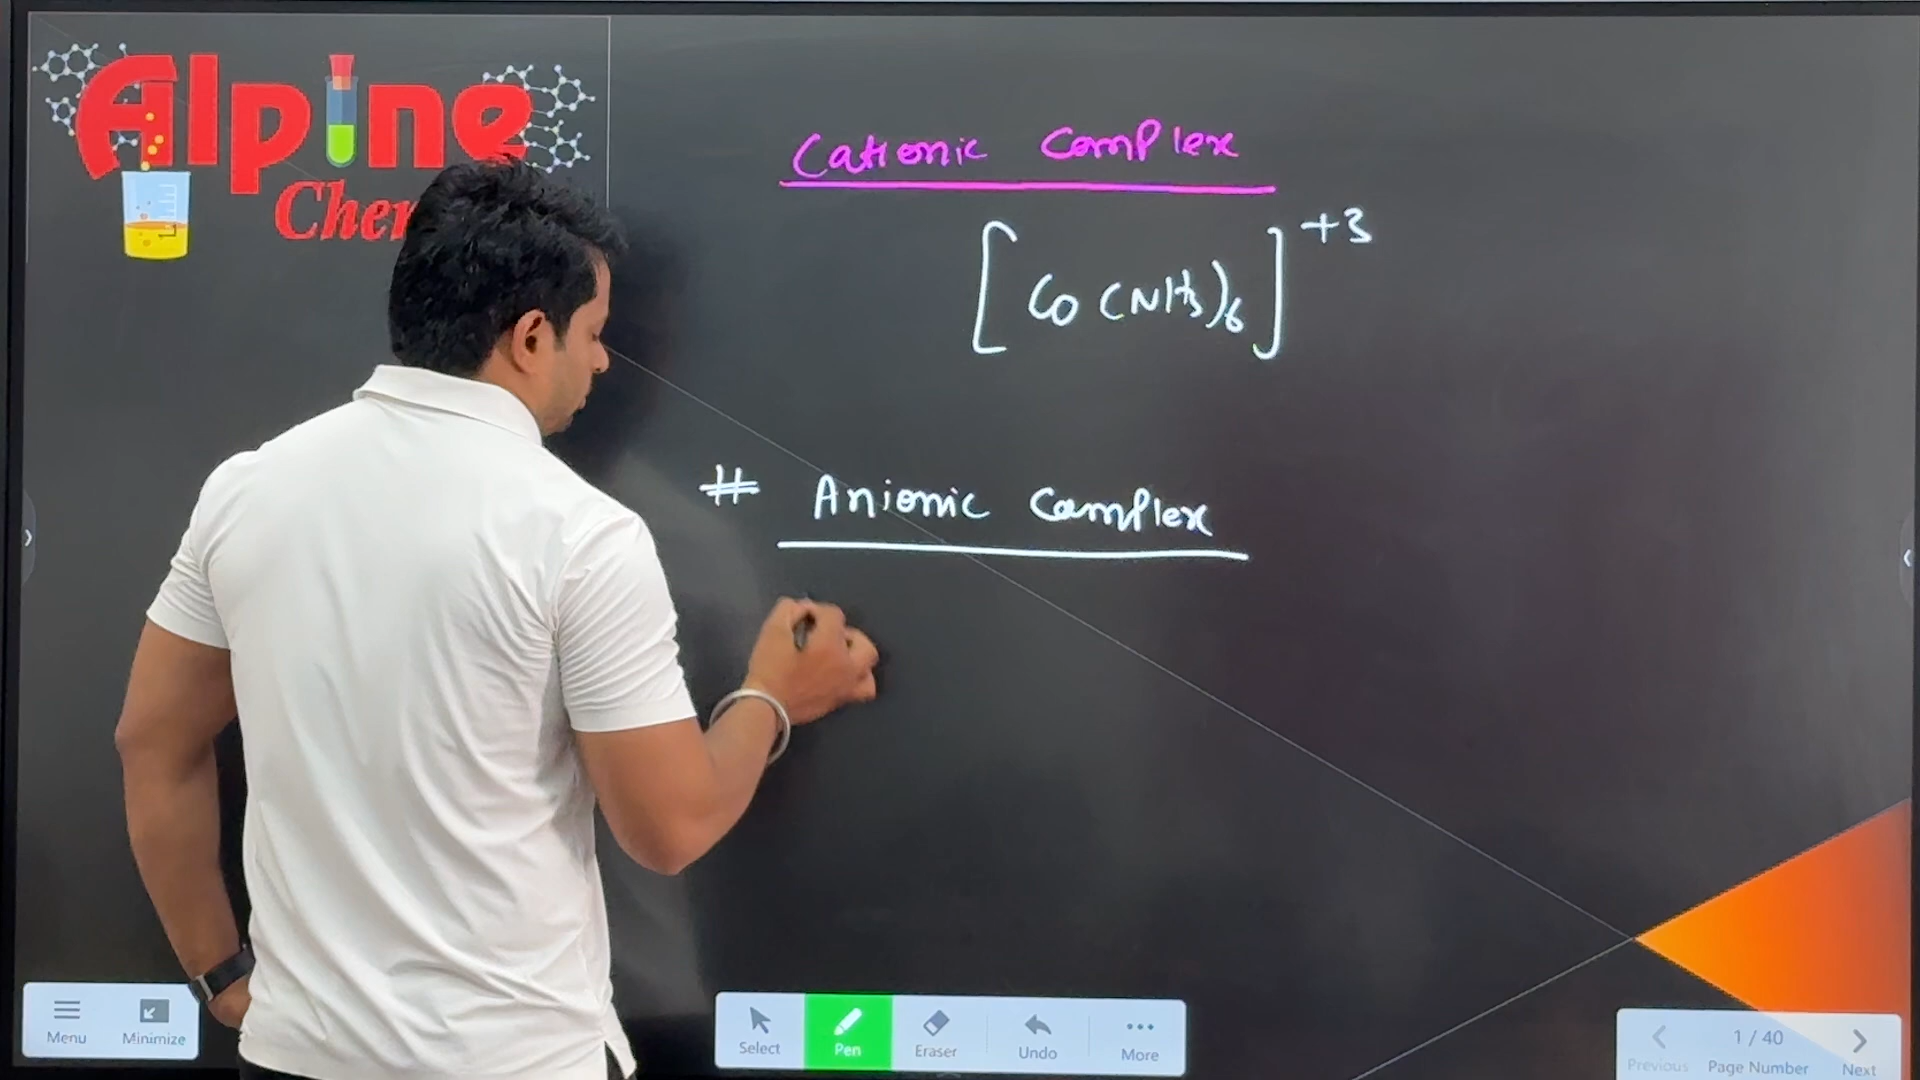 Alpine
Cher
Cationic Complex
[Co(NH3)6]+3
# Anionic Complex
Menu
Minimize
Select
Pen
Eraser
Undo
More
1 / 40
Previous
Page Number
Next